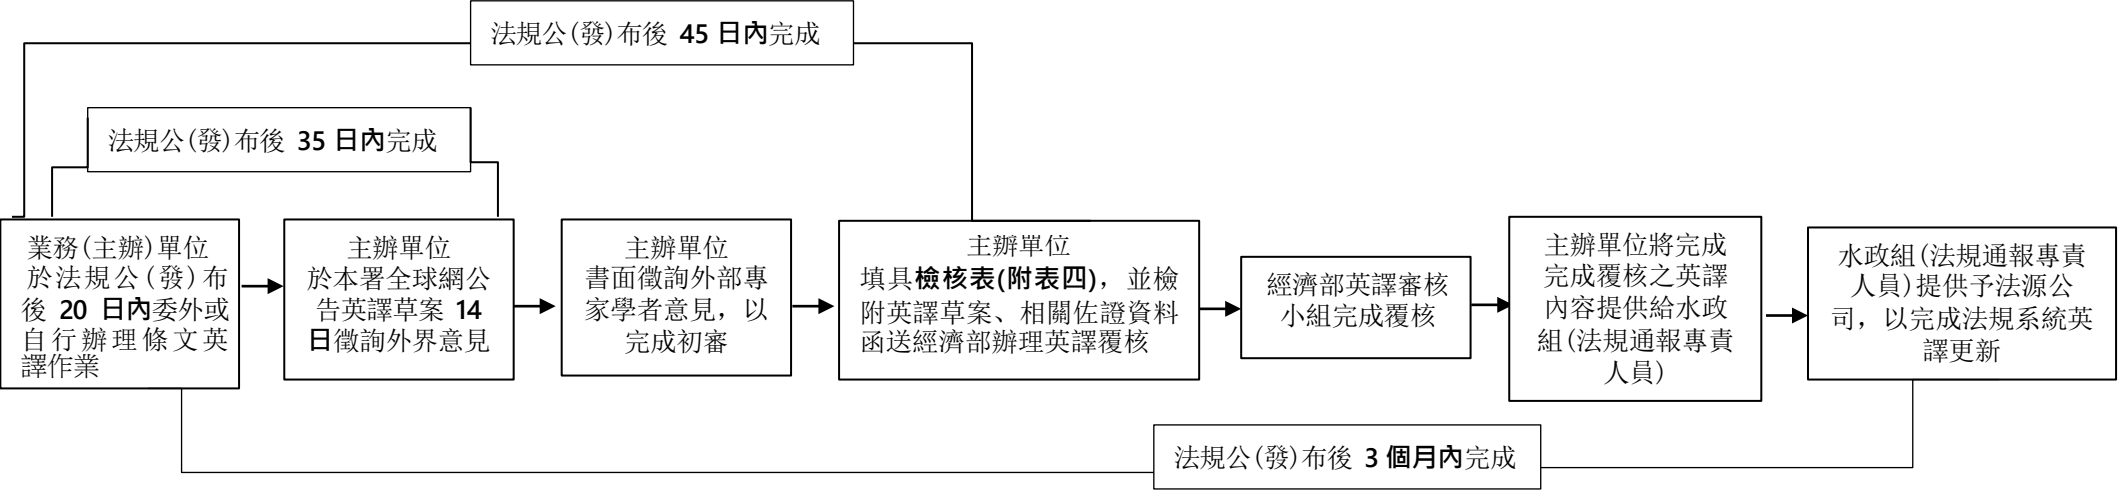 法規公(發)布後 45 日內完成
法規公(發)布後 35 日內完成
業務(主辦)單位
於法規公(發)布
後 20 日內委外或
自行辦理條文英
譯作業
主辦單位
於本署全球網公
告英譯草案 14
日徵詢外界意見
主辦單位
書面徵詢外部專
家學者意見，以
完成初審
主辦單位
填具檢核表(附表四)，並檢
附英譯草案、相關佐證資料
函送經濟部辦理英譯覆核
經濟部英譯審核
小組完成覆核
主辦單位將完成
完成覆核之英譯
內容提供給水政
組(法規通報專責
人員)
水政組(法規通報專責
人員)提供予法源公
司，以完成法規系統英
譯更新
法規公(發)布後 3 個月內完成